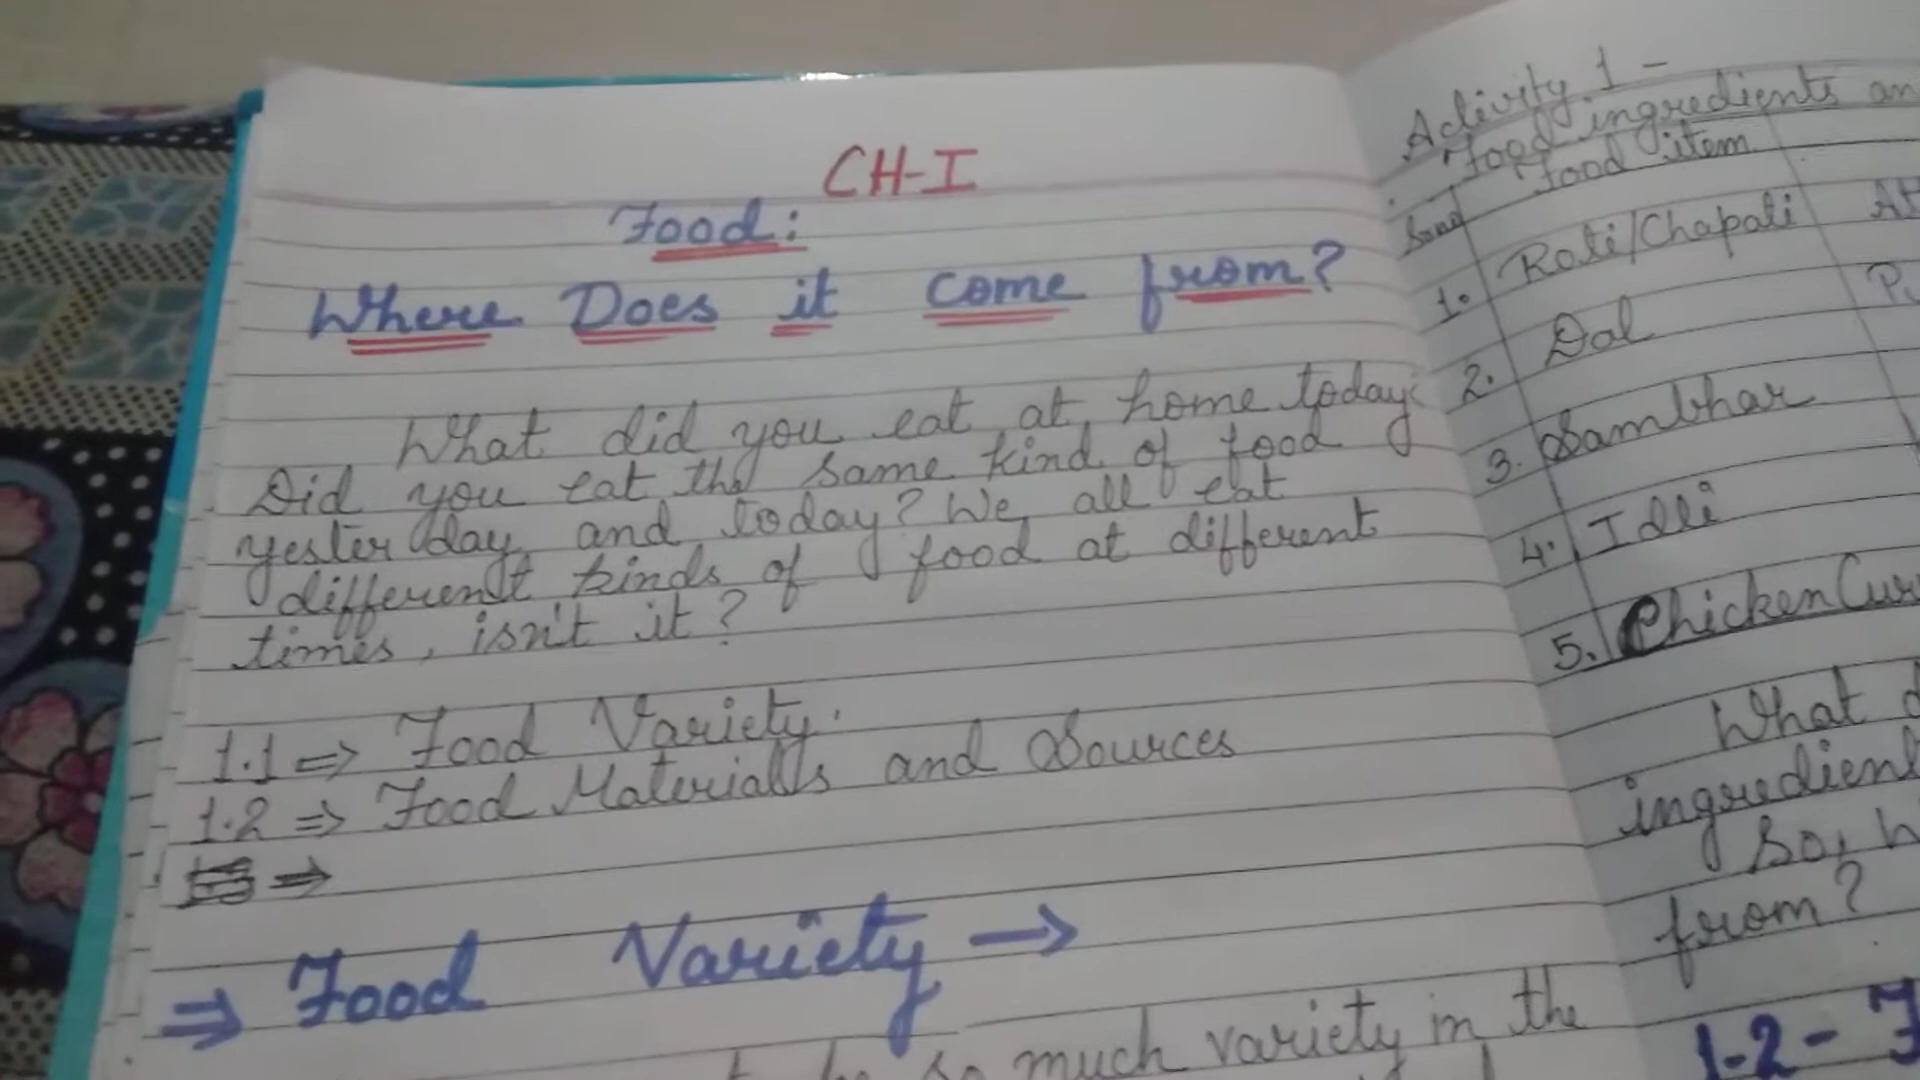 CH-I
Food:
Where Does it come from?
What did you eat at home today
Did you eat the same kind of food
yesterday and today? We all eat
different kinds of food at different
times, isn't it?
1.1 => Food Variety.
1.2 => Food Materials and Sources
=> Food Variety →
so much variety in the
Activity 1 -
Food ingredients an
Food item
1. Roti/Chapati
2. Dal
3. Sambhar
4. Idli
5. Chicken Cur
What d
ingredient
So, h
from?
1.2 - F